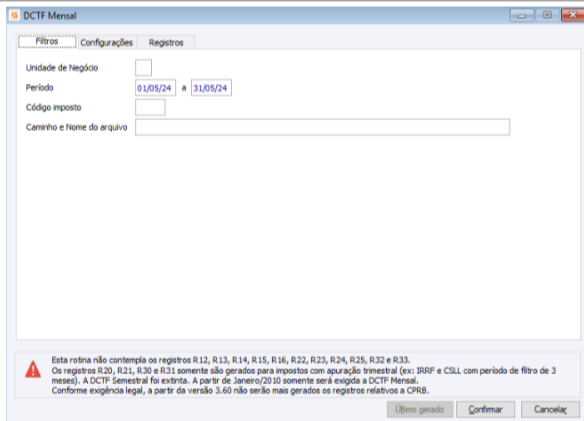 DCTF Mensal
Filtros Configurações Registros
Unidade de Negócio
Período 01/05/24 a 31/05/24
Código imposto
Caminho e Nome do arquivo
Esta rotina não contempla os registros R12, R13, R14, R15, R16, R22, R23, R24, R25, R32 e R33.
Os registros R20, R21, R30 e R31 somente são gerados para impostos com apuração trimestral (ex: IRRF e CSLL com período de filtro de 3
meses). A DCTF Semestral foi extinta. A partir de Janeiro/2010 somente será exigida a DCTF Mensal.
Conforme exigência legal, a partir da versão 3.60 não serão mais gerados os registros relativos a CPRB.
Último gerado Confirmar Cancelar